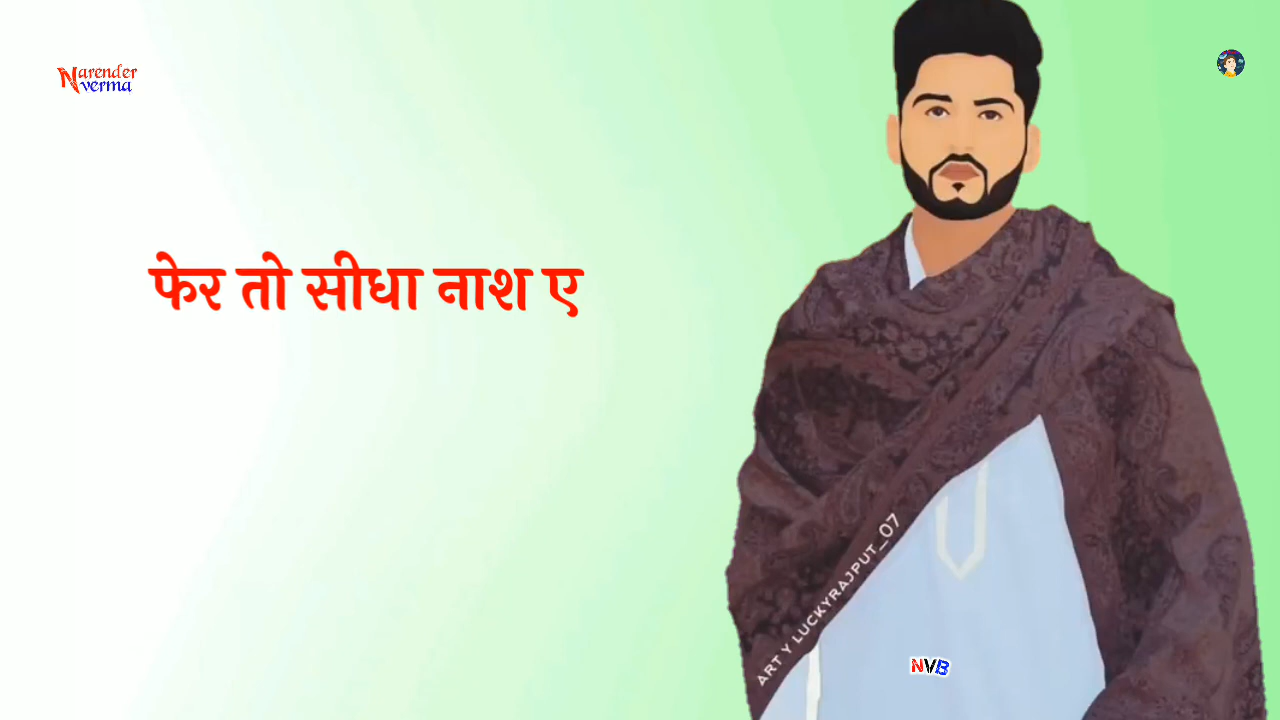 Narender
verma
फेर तो सीधा नाश ए
ART Y LUCKYRAJPUT_07
NVB